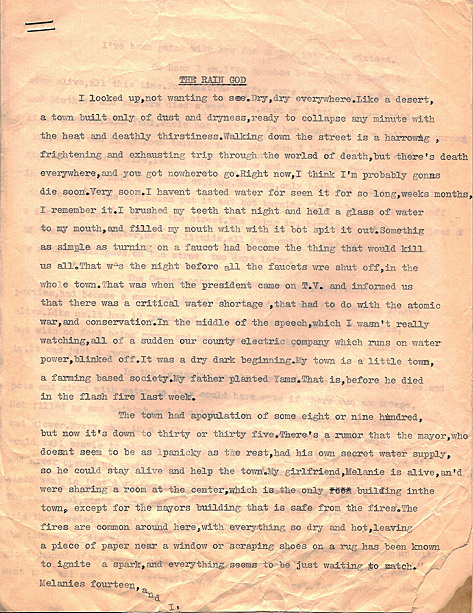 THE RAIN GOD
I looked up,not wanting to see.Dry,dry everywhere.Like a desert,
a town built only of dust and dryness,ready to collapse any minute with
the heat and deathly thirstiness.Walking down the street is a harrowing ,
frightening and exhausting trip through the worlsd of death,but there's death
everywhere,and you got nowhereto go.Right now,I think I'm probably gonna
die soon.Very soon.I havent tasted water for seen it for so long,weeks months,
I remember it.I brushed my teeth that night and held a glass of water
to my mouth,and filled my mouth with with it bot spit it out.Somethig
as simple as turning on a faucet had become the thing that would kill
us all.That was the night before all the faucets wre shut off,in the
whole town.That was when the president came on T.V. and informed us
that there was a critical water shortage ,that had to do with the atomic
war,and conservation.In the middle of the speech,which I wasn't really
watching,all of a sudden our county electric company which runs on water
power,blinked off.It was a dry dark beginning.My town is a little town,
a farming based society.My father planted Yams.That is,before he died
in the flash fire last week.
The town had apopulation of some eight or nine hundred,
but now it's down to thirty or thirty five.There's a rumor that the mayor,who
doesnt seem to be as panicky as the rest,had his own secret water supply,
so he could stay alive and help the town.My girlfriend,Melanie is alive,an'd
were sharing a room at the center,which is the only building inthe
town, except for the mayors building that is safe from the fires.The
fires are common around here,with everything so dry and hot,leaving
a piece of paper near a window or scraping shoes on a rug has been known
to ignite a spark,and everything seems to be just waiting to match.
Melanies fourteen,and I.